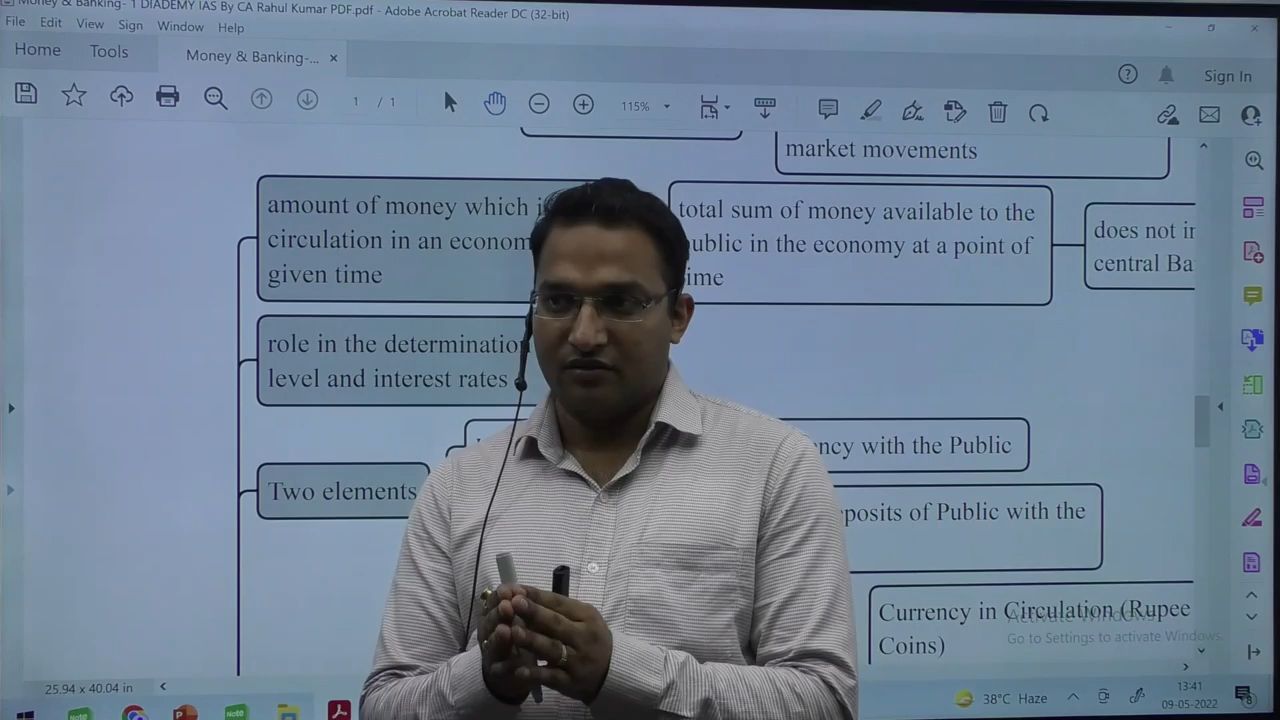 Money & Banking- 1 DIADEMY IAS By CA Rahul Kumar PDF.pdf - Adobe Acrobat Reader DC (32-bit)
File Edit View Sign Window Help
Home Tools Money & Banking-... ×
? Sign In
1 / 1 115%
market movements
amount of money which
circulation in an econom
given time
total sum of money available to the
ublic in the economy at a point of
ime
does not in
central Ba
role in the determination
level and interest rates
ncy with the Public
Two elements
posits of Public with the
Currency in Circulation (Rupee
Coins)
Activate Windows
Go to Settings to activate Windows.
25.94 x 40.04 in
38°C Haze
13:41
09-05-2022